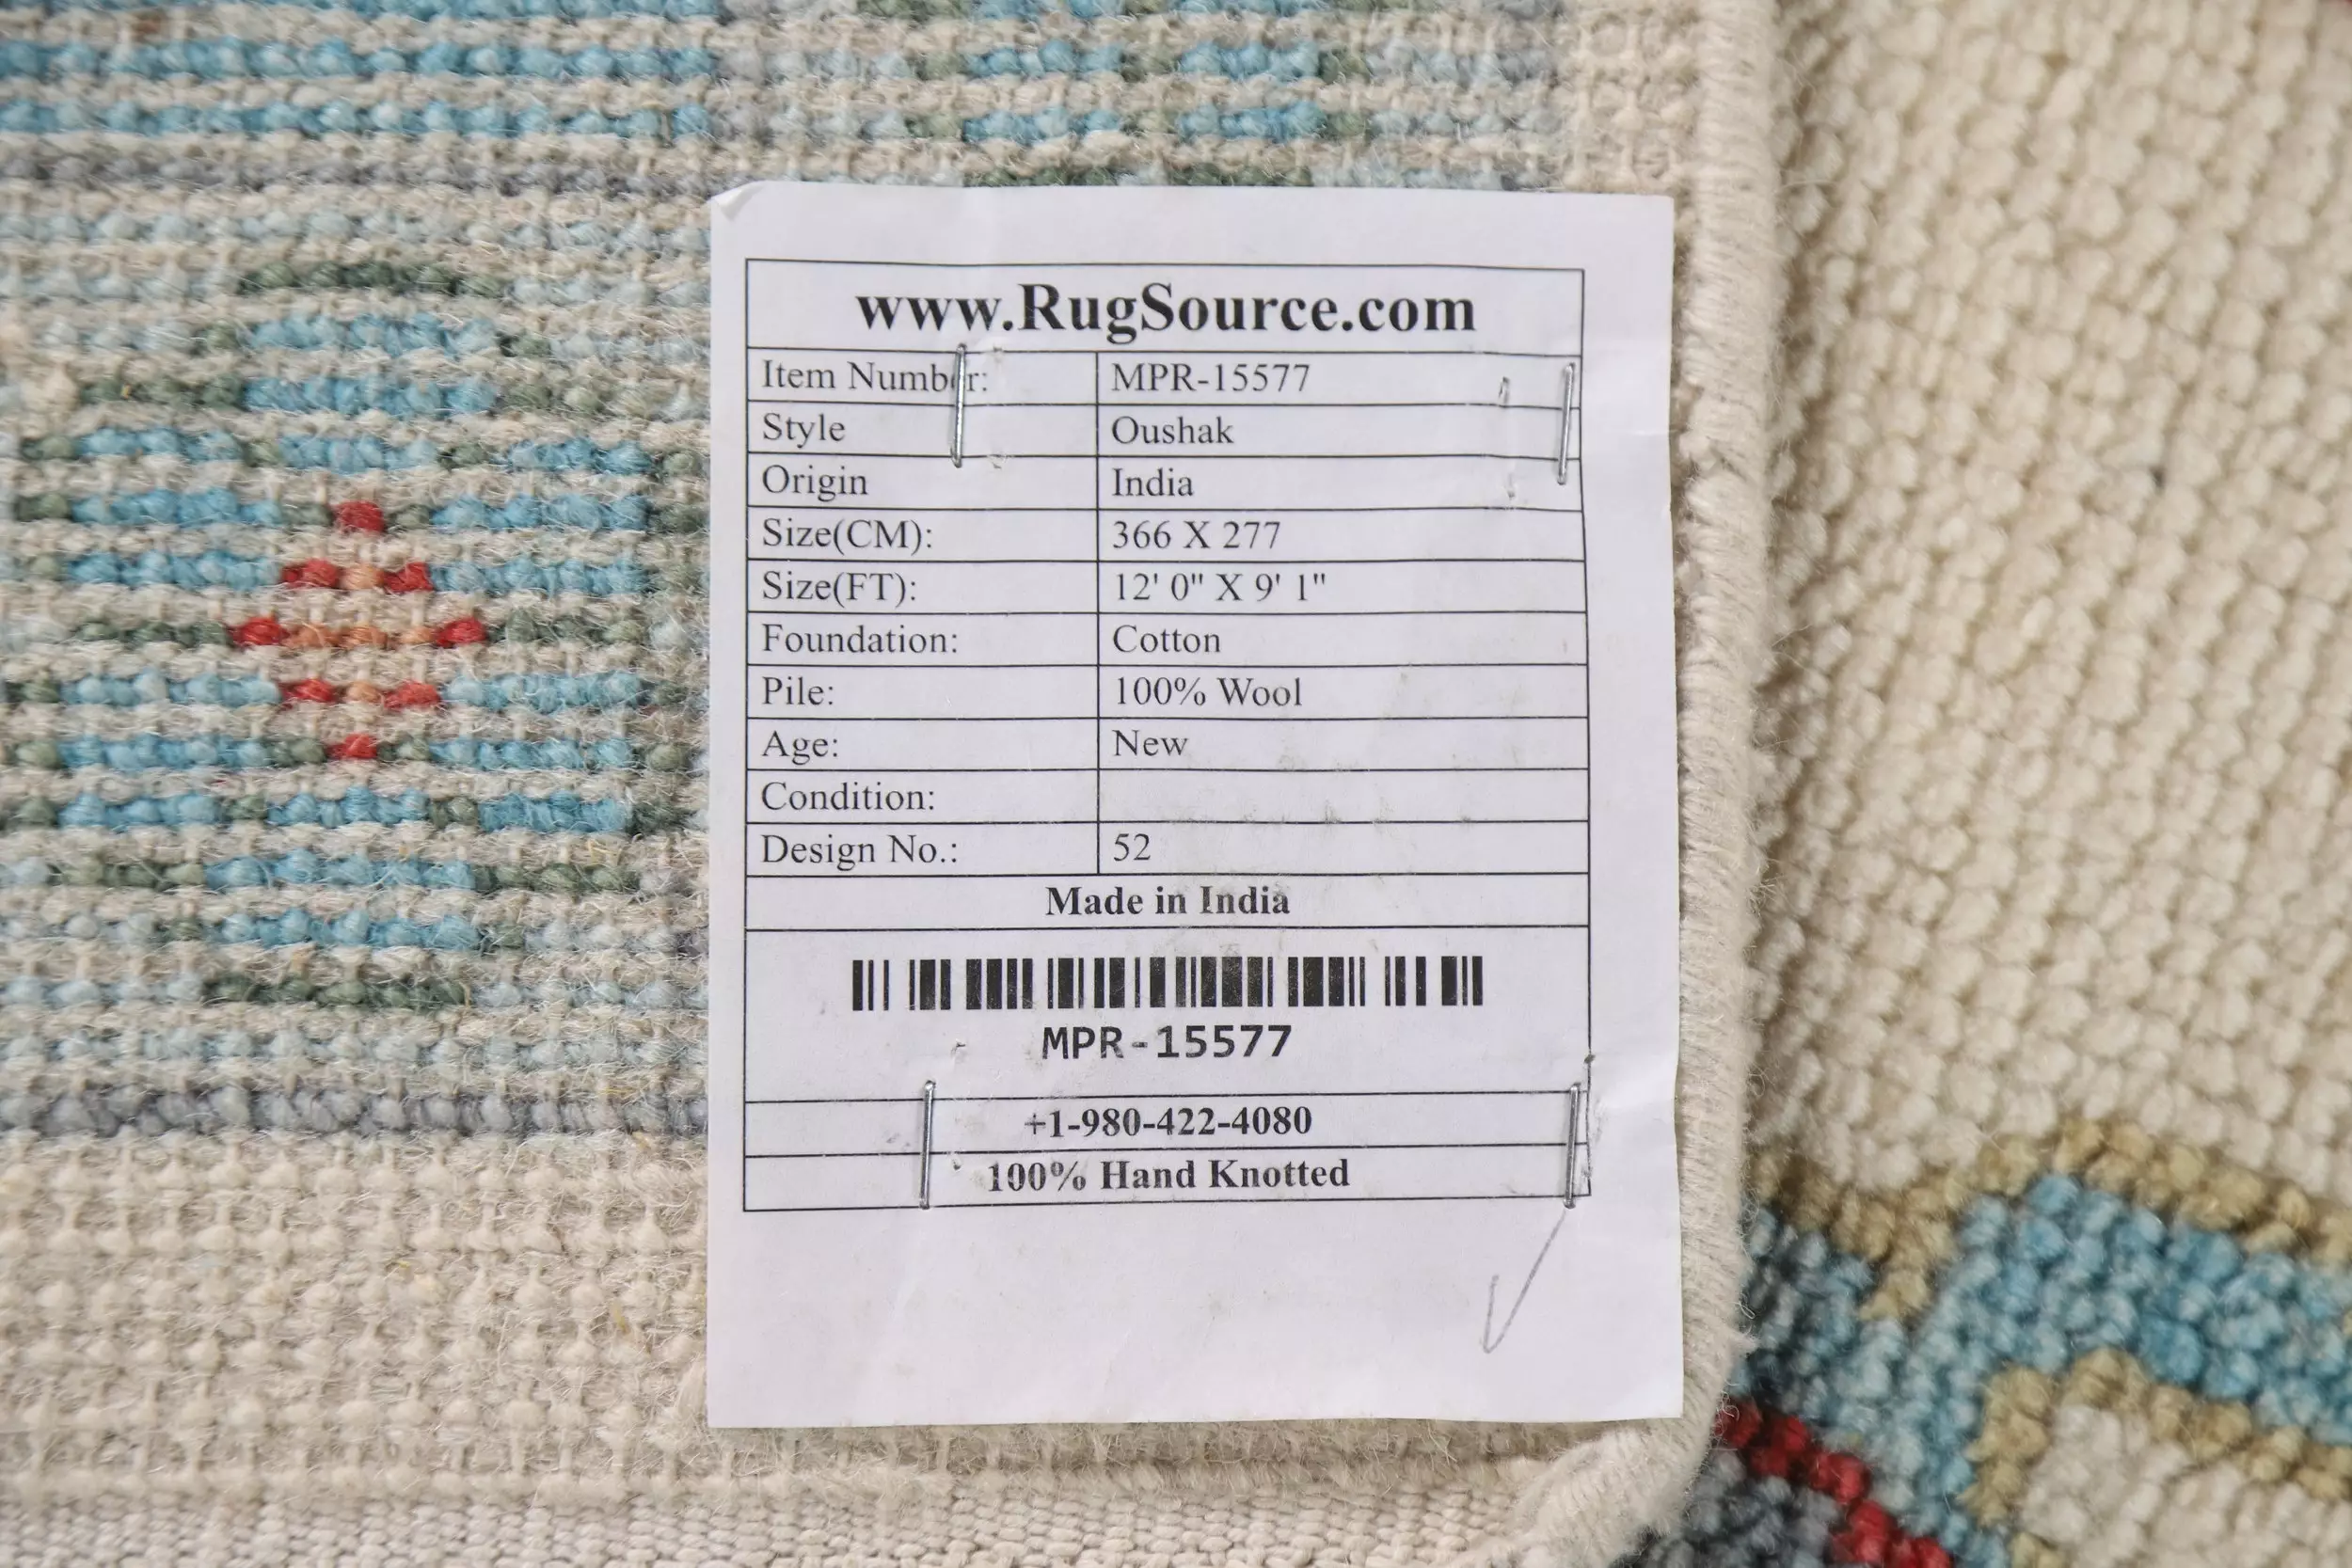 www.RugSource.com
Item Number: MPR-15577
Style Oushak
Origin India
Size(CM): 366 X 277
Size(FT): 12' 0" X 9' 1"
Foundation: Cotton
Pile: 100% Wool
Age: New
Condition:
Design No.: 52
Made in India
MPR-15577
+1-980-422-4080
100% Hand Knotted